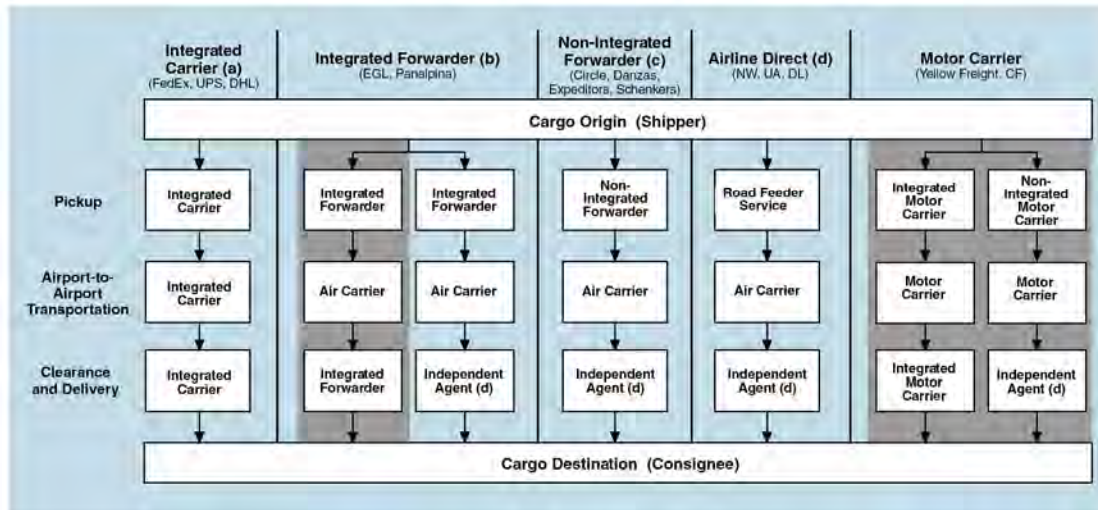 Integrated
Carrier (a)
(FedEx, UPS, DHL)
Integrated Forwarder (b)
(EGL, Panalpina)
Non-Integrated
Forwarder (c)
(Circle, Danzas,
Expeditors, Schenkers)
Airline Direct (d)
(NW, UA, DL)
Motor Carrier
(Yellow Freight, CF)
Cargo Origin (Shipper)
Pickup
Integrated
Carrier
Integrated
Forwarder
Integrated
Forwarder
Non-
Integrated
Forwarder
Road Feeder
Service
Integrated
Motor
Carrier
Non-
Integrated
Motor
Carrier
Airport-to-
Airport
Transportation
Integrated
Carrier
Air Carrier
Air Carrier
Air Carrier
Air Carrier
Motor
Carrier
Motor
Carrier
Clearance
and Delivery
Integrated
Carrier
Integrated
Forwarder
Independent
Agent (d)
Independent
Agent (d)
Independent
Agent (d)
Integrated
Motor
Carrier
Independent
Agent (d)
Cargo Destination (Consignee)